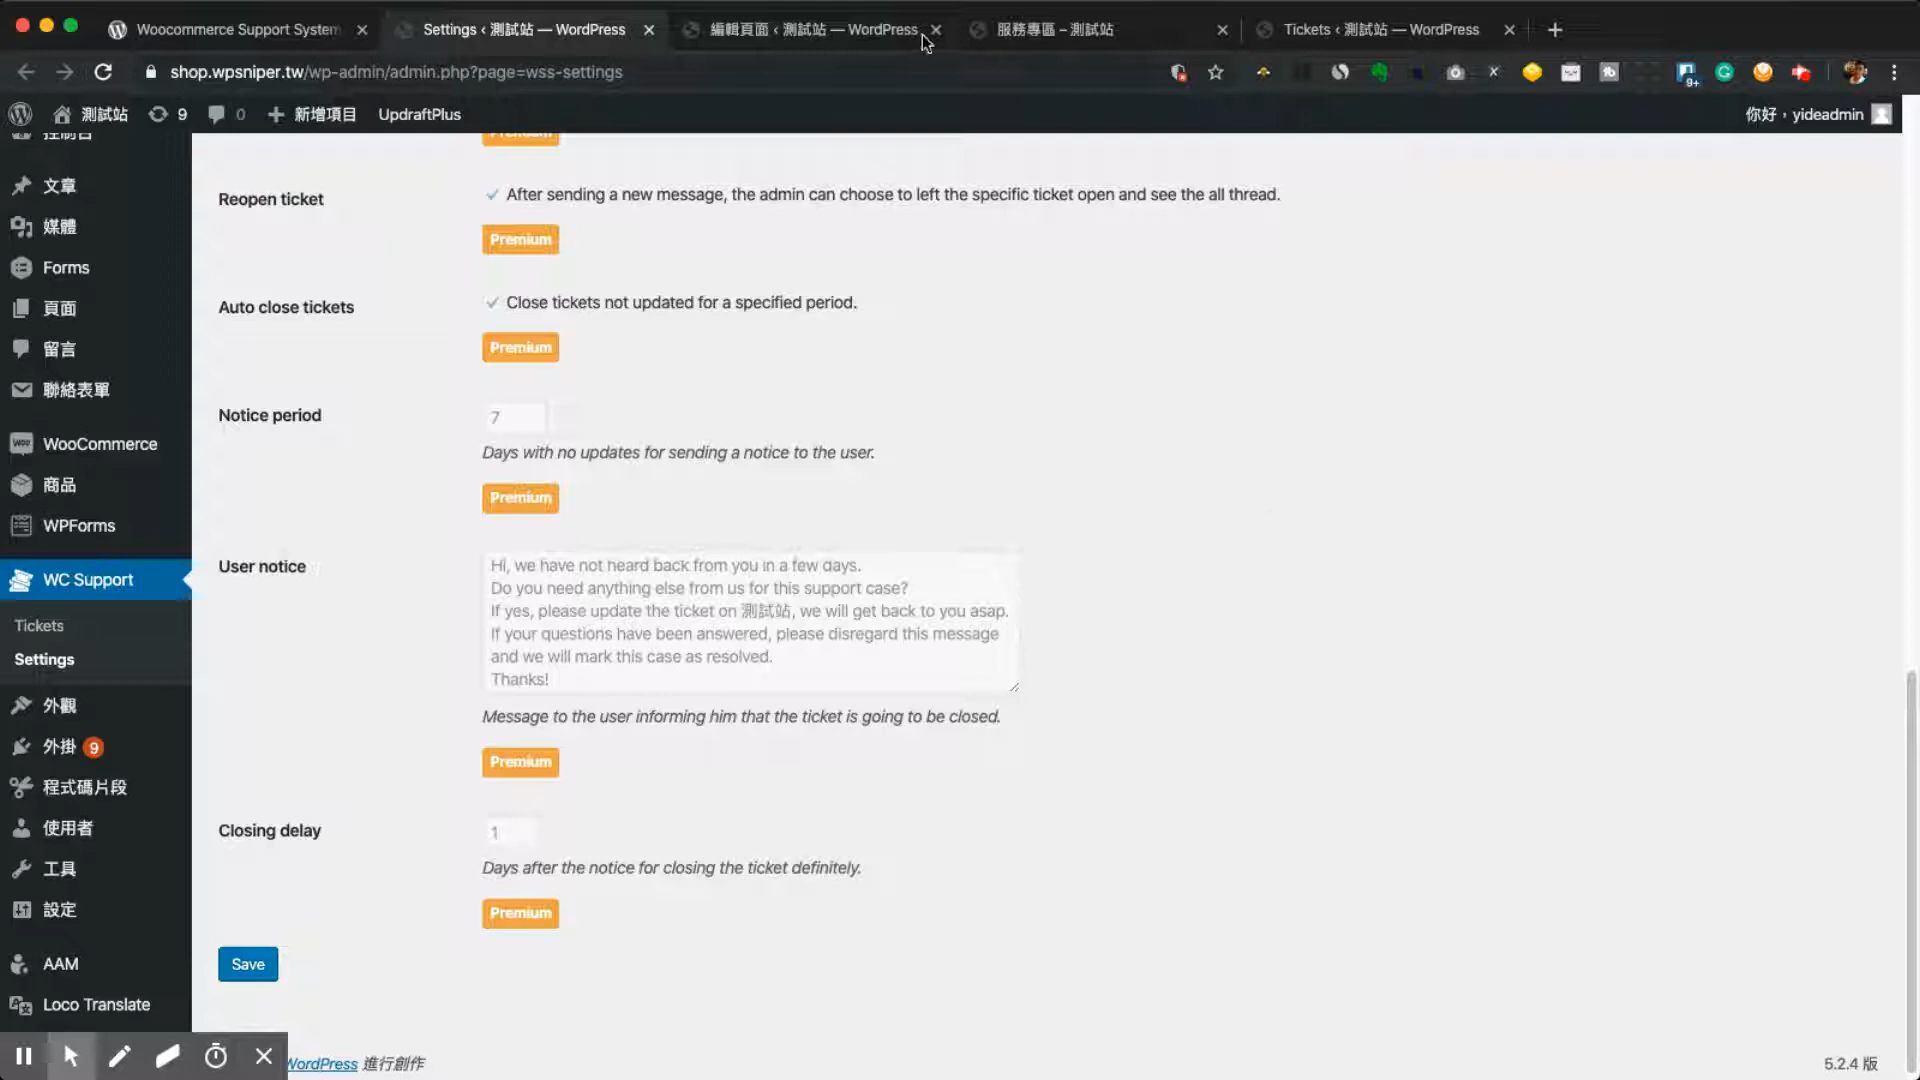 Woocommerce Support System
Settings ‹ 測試站 — WordPress
編輯頁面 ‹ 測試站 — WordPress
服務專區 – 測試站
Tickets ‹ 測試站 — WordPress
shop.wpsniper.tw/wp-admin/admin.php?page=wss-settings
9+
測試站
9
0
新增項目
UpdraftPlus
你好,yideadmin
控制台
文章
媒體
Forms
頁面
留言
聯絡表單
WooCommerce
商品
WPForms
WC Support
Tickets
Settings
外觀
外掛 9
程式碼片段
使用者
工具
設定
AAM
Loco Translate
Premium
Reopen ticket
After sending a new message, the admin can choose to left the specific ticket open and see the all thread.
Premium
Auto close tickets
Close tickets not updated for a specified period.
Premium
Notice period
7
Days with no updates for sending a notice to the user.
Premium
User notice
Hi, we have not heard back from you in a few days.
Do you need anything else from us for this support case?
If yes, please update the ticket on 測試站, we will get back to you asap.
If your questions have been answered, please disregard this message
and we will mark this case as resolved.
Thanks!
Message to the user informing him that the ticket is going to be closed.
Premium
Closing delay
1
Days after the notice for closing the ticket definitely.
Premium
Save
WordPress 進行創作
5.2.4 版